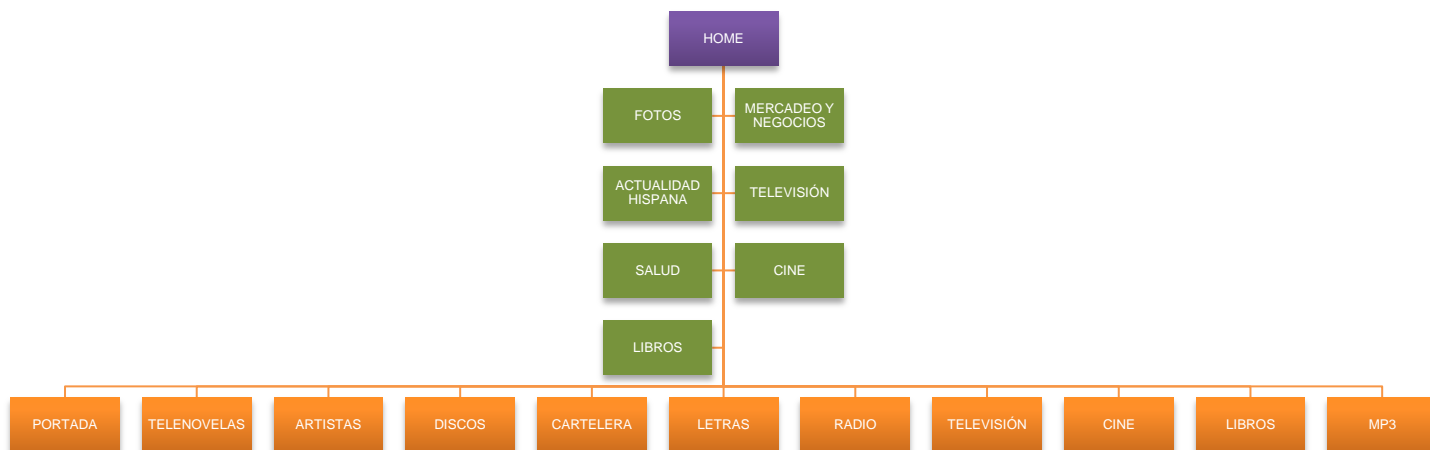 HOME
FOTOS
MERCADEO Y
NEGOCIOS
ACTUALIDAD
HISPANA
TELEVISIÓN
SALUD
CINE
LIBROS
PORTADA
TELENOVELAS
ARTISTAS
DISCOS
CARTELERA
LETRAS
RADIO
TELEVISIÓN
CINE
LIBROS
MP3